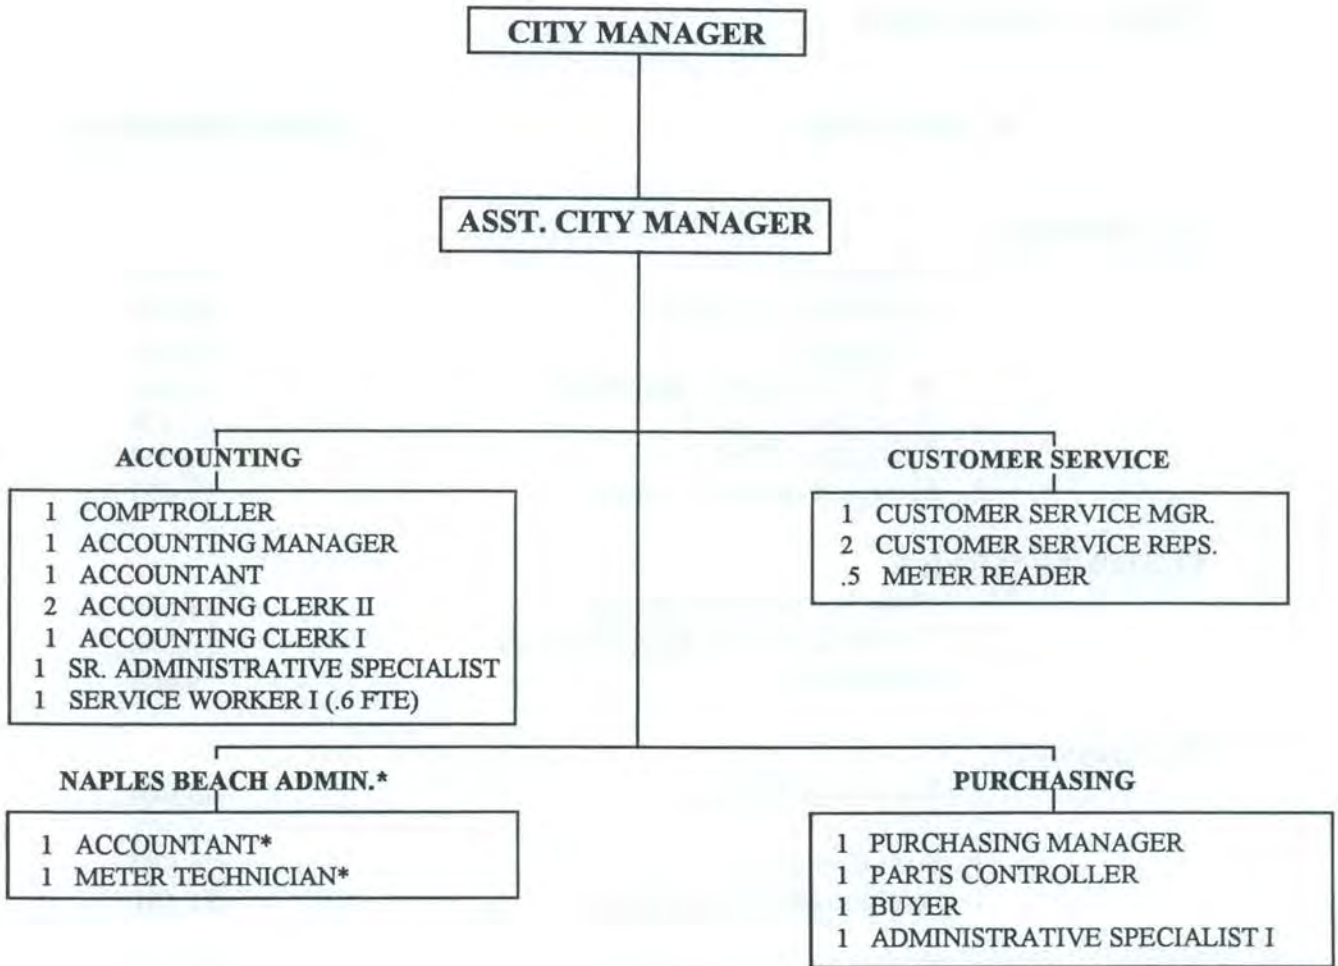 CITY MANAGER
ASST. CITY MANAGER
ACCOUNTING
1 COMPTROLLER
1 ACCOUNTING MANAGER
1 ACCOUNTANT
2 ACCOUNTING CLERK II
1 ACCOUNTING CLERK I
1 SR. ADMINISTRATIVE SPECIALIST
1 SERVICE WORKER I (.6 FTE)
CUSTOMER SERVICE
1 CUSTOMER SERVICE MGR.
2 CUSTOMER SERVICE REPS.
.5 METER READER
NAPLES BEACH ADMIN.*
1 ACCOUNTANT*
1 METER TECHNICIAN*
PURCHASING
1 PURCHASING MANAGER
1 PARTS CONTROLLER
1 BUYER
1 ADMINISTRATIVE SPECIALIST I